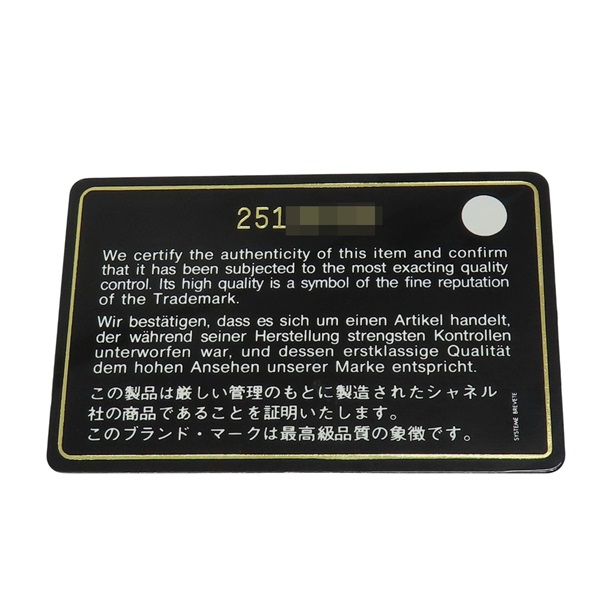 251
We certify the authenticity of this item and confirm
that it has been subjected to the most exacting quality
control. Its high quality is a symbol of the fine reputation
of the Trademark.
Wir bestätigen, dass es sich um einen Artikel handelt,
der während seiner Herstellung strengsten Kontrollen
unterworfen war, und dessen erstklassige Qualität
dem hohen Ansehen unserer Marke entspricht.
この製品は厳しい管理のもとに製造されたシャネル
社の商品であることを証明いたします。
このブランド・マークは最高級品質の象徴です。
SYSTEME BREVETE